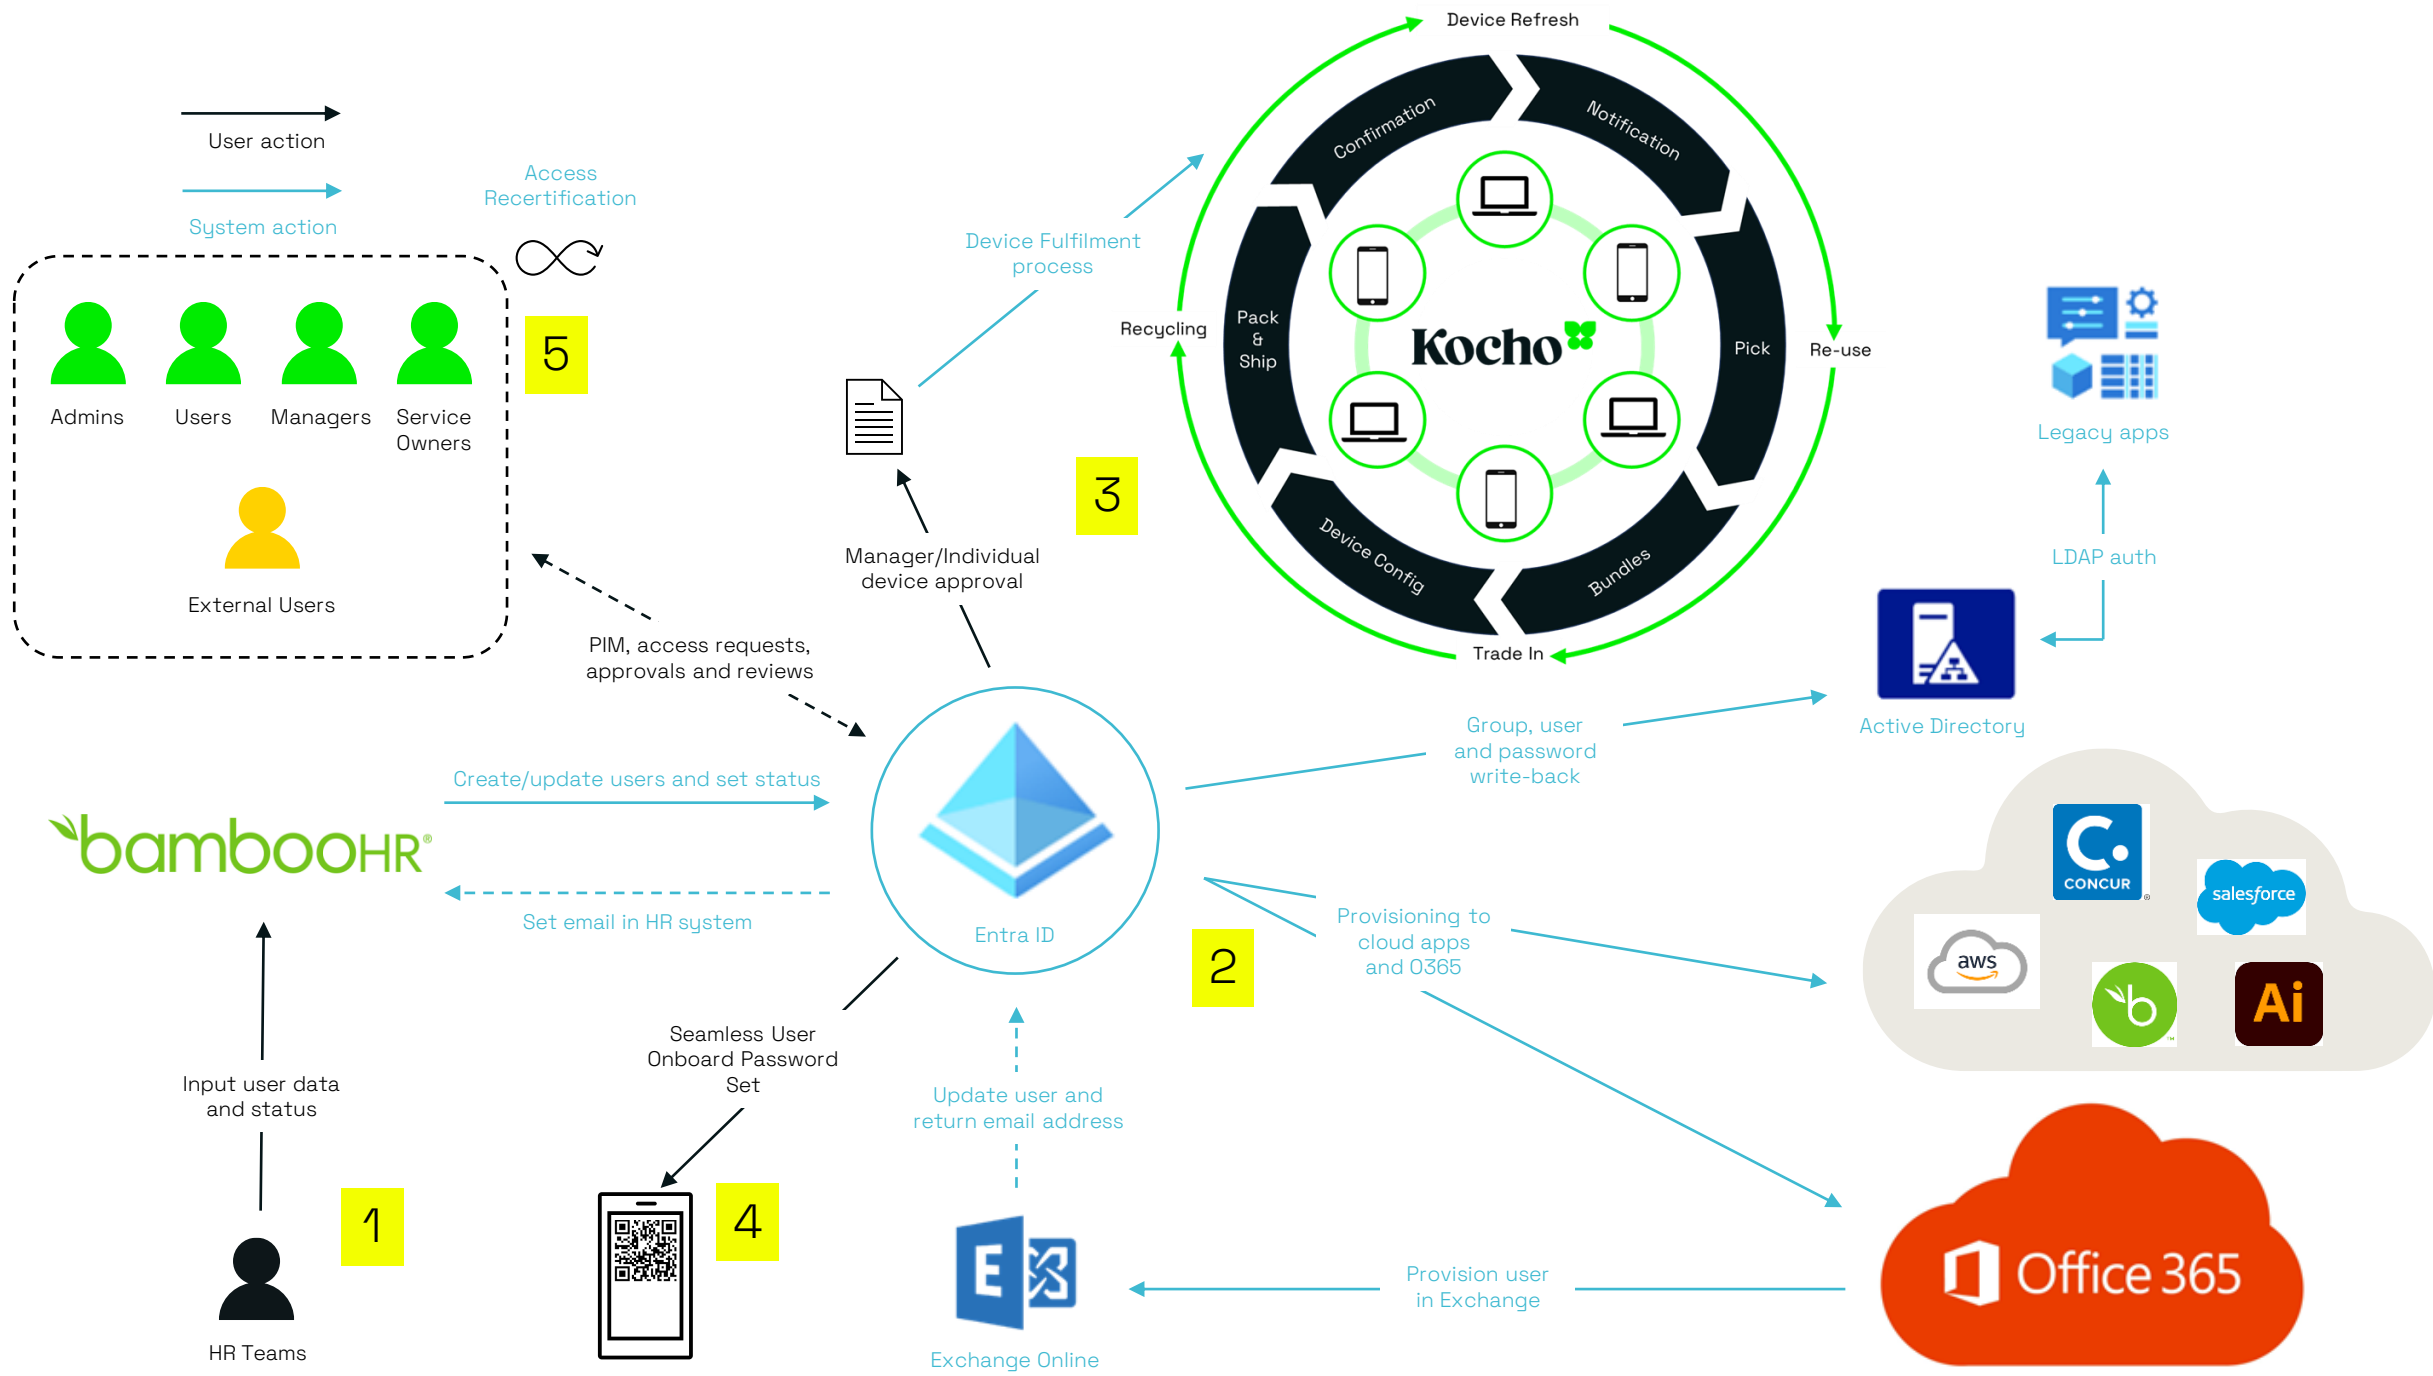 Device Refresh
Confirmation
Notification
User action
Access
Recertification
System action
Device Fulfilment
process
Recycling
Pack
&
Ship
Kocho
Pick
Re-use
5
Admins
Users
Managers
Service
Owners
Legacy apps
3
Device Config
Bundles
Manager/Individual
device approval
LDAP auth
External Users
PIM, access requests,
approvals and reviews
Trade In
Group, user
and password
write-back
Active Directory
Create/update users and set status
bambooHR®
Set email in HR system
Entra ID
2
Provisioning to
cloud apps
and O365
C.
CONCUR
®
salesforce
aws
b
™
Ai
Seamless User
Onboard Password
Set
Input user data
and status
Update user and
return email address
1
4
E
Provision user
in Exchange
Office 365
HR Teams
Exchange Online